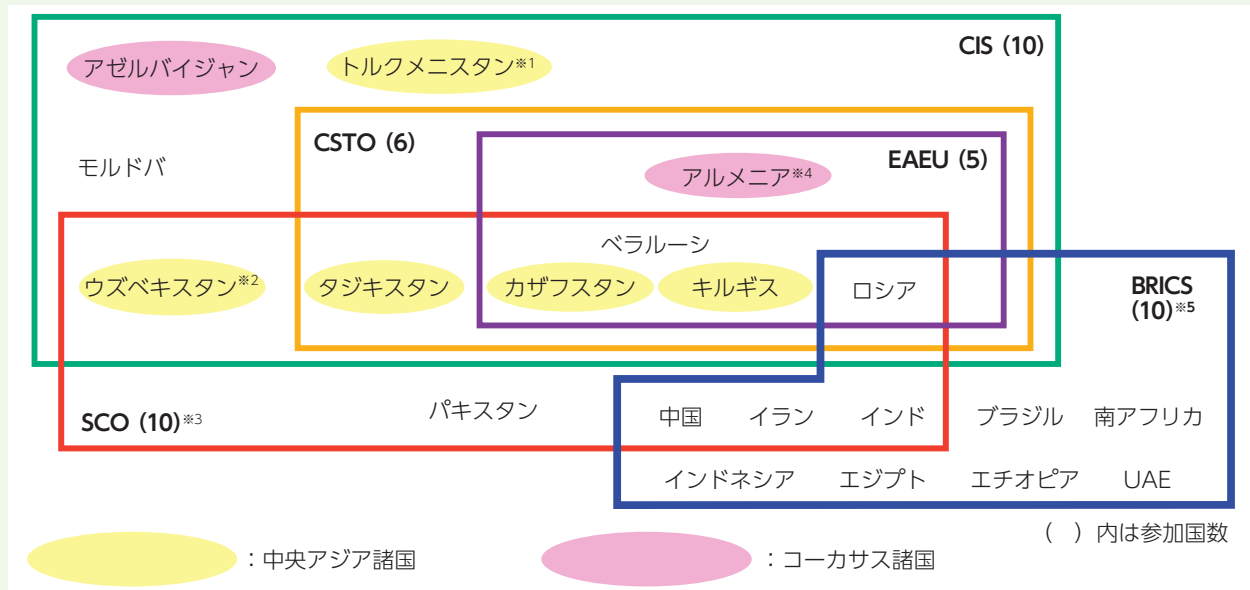 CIS (10)
アゼルバイジャン
トルクメニスタン※1
CSTO (6)
モルドバ
EAEU (5)
アルメニア※4
ベラルーシ
ウズベキスタン※2
タジキスタン
カザフスタン
キルギス
ロシア
BRICS
(10)※5
SCO (10)※3
パキスタン
中国
イラン
インド
ブラジル
南アフリカ
インドネシア
エジプト
エチオピア
UAE
(　)内は参加国数
：中央アジア諸国
：コーカサス諸国